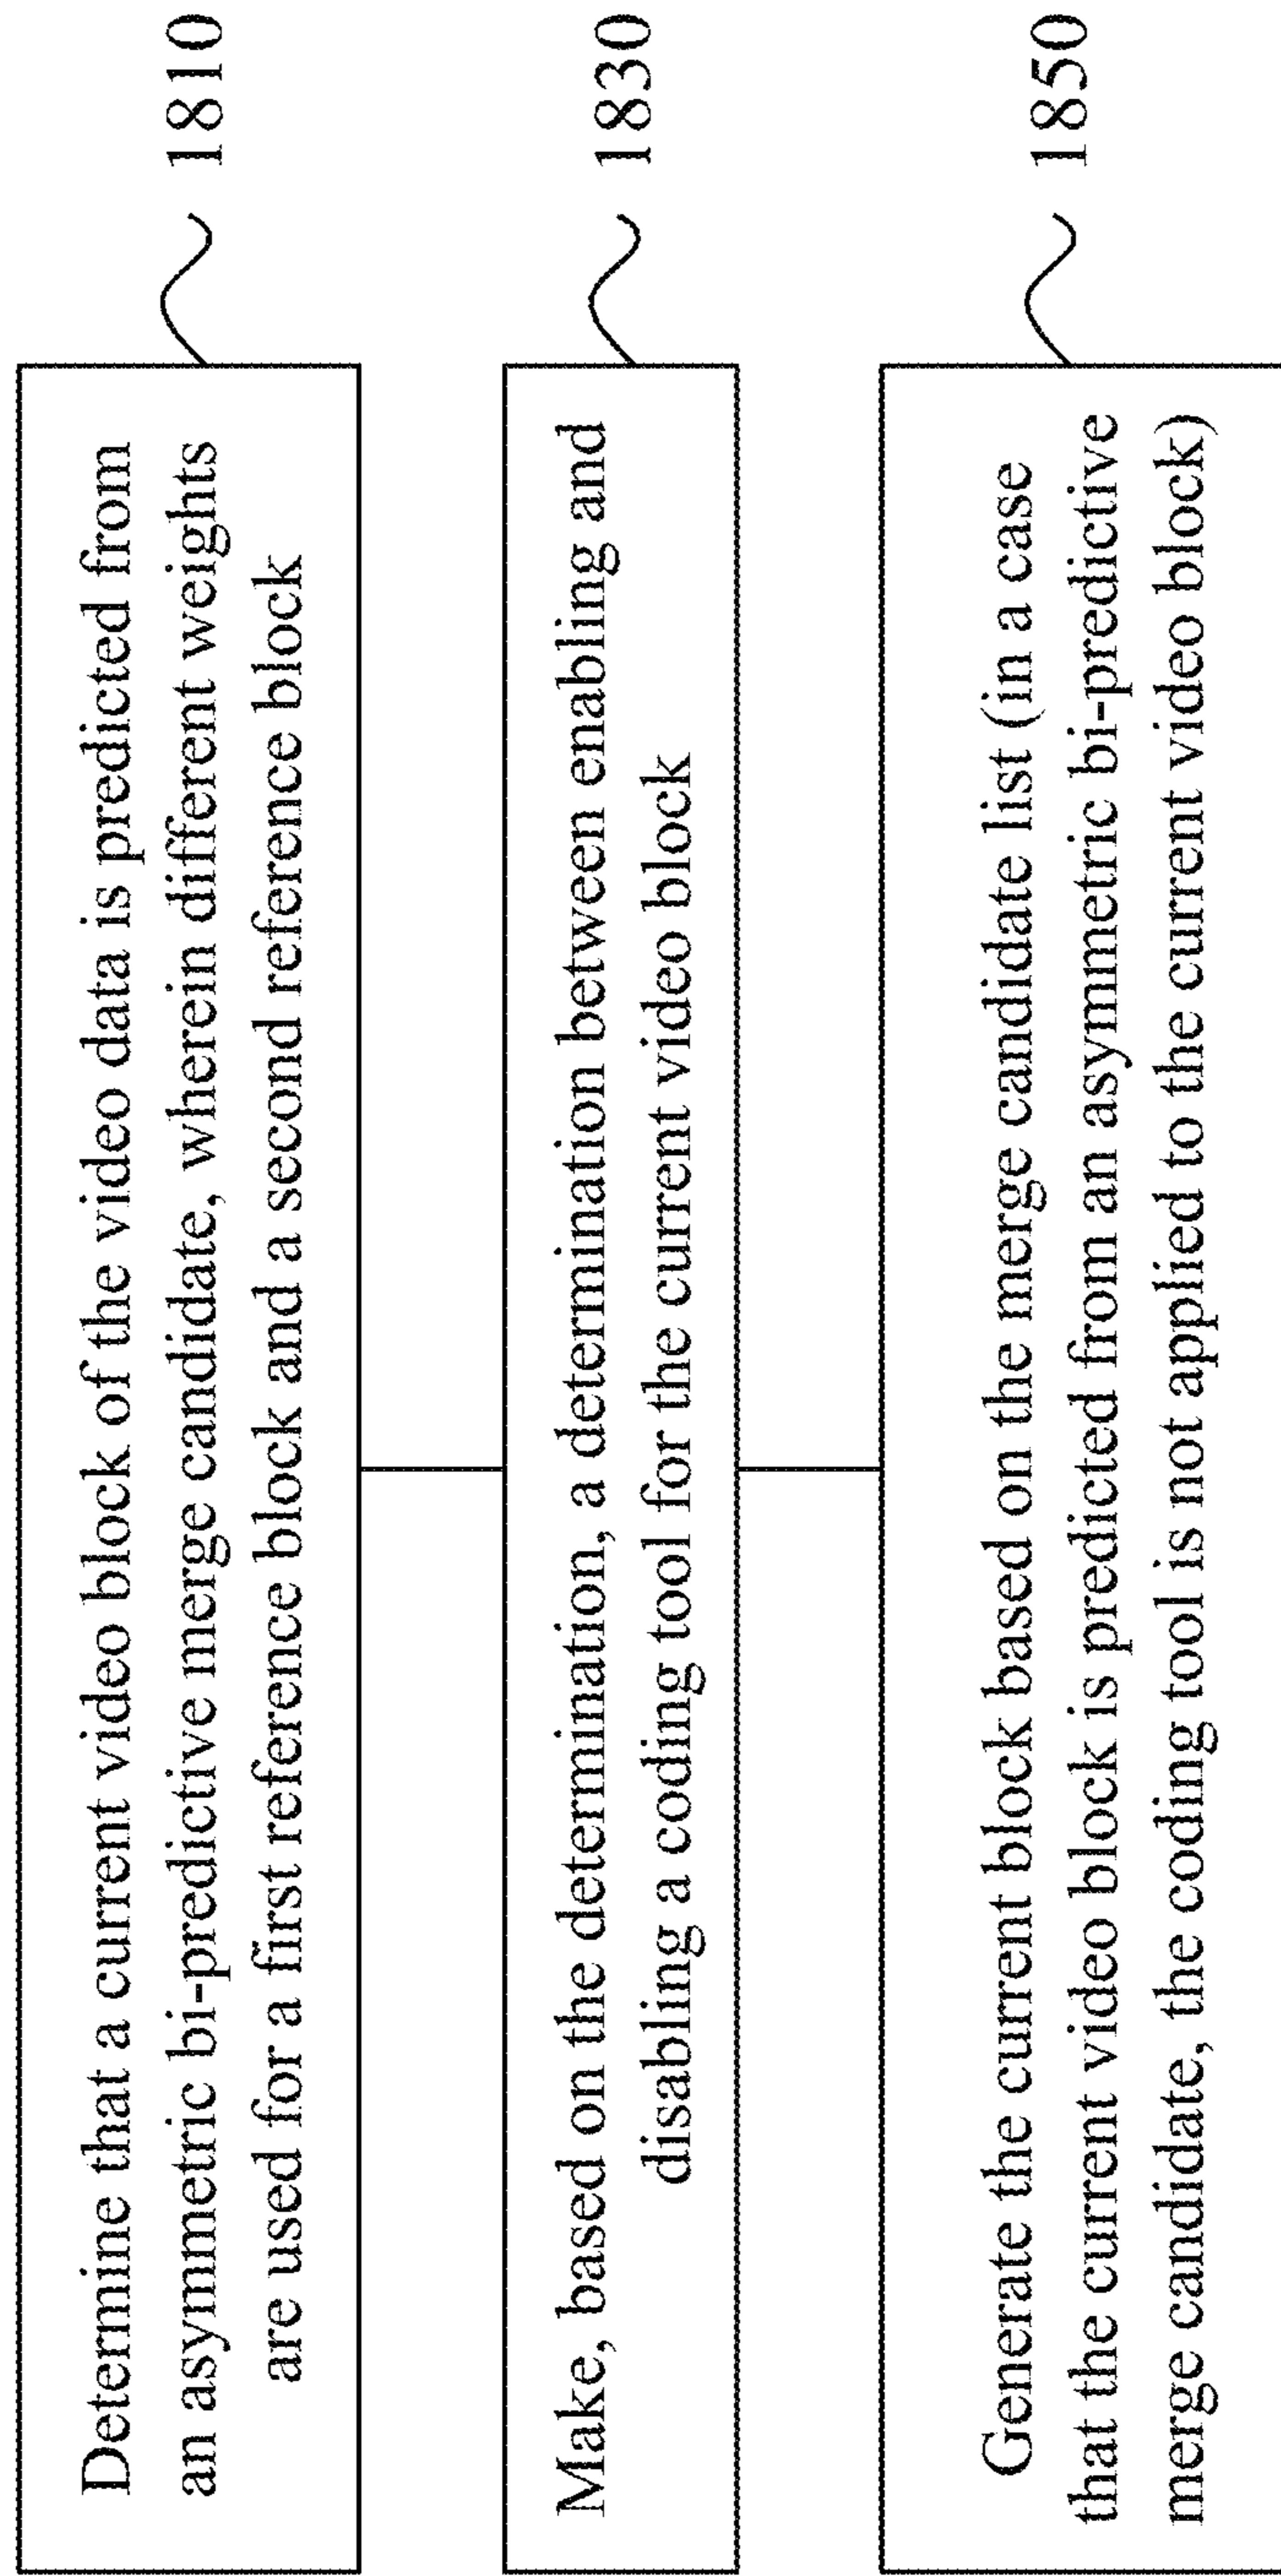 Determine that a current video block of the video data is predicted from
an asymmetric bi-predictive merge candidate, wherein different weights
are used for a first reference block and a second reference block
1810
Make, based on the determination, a determination between enabling and
disabling a coding tool for the current video block
1830
Generate the current block based on the merge candidate list (in a case
that the current video block is predicted from an asymmetric bi-predictive
merge candidate, the coding tool is not applied to the current video block)
1850